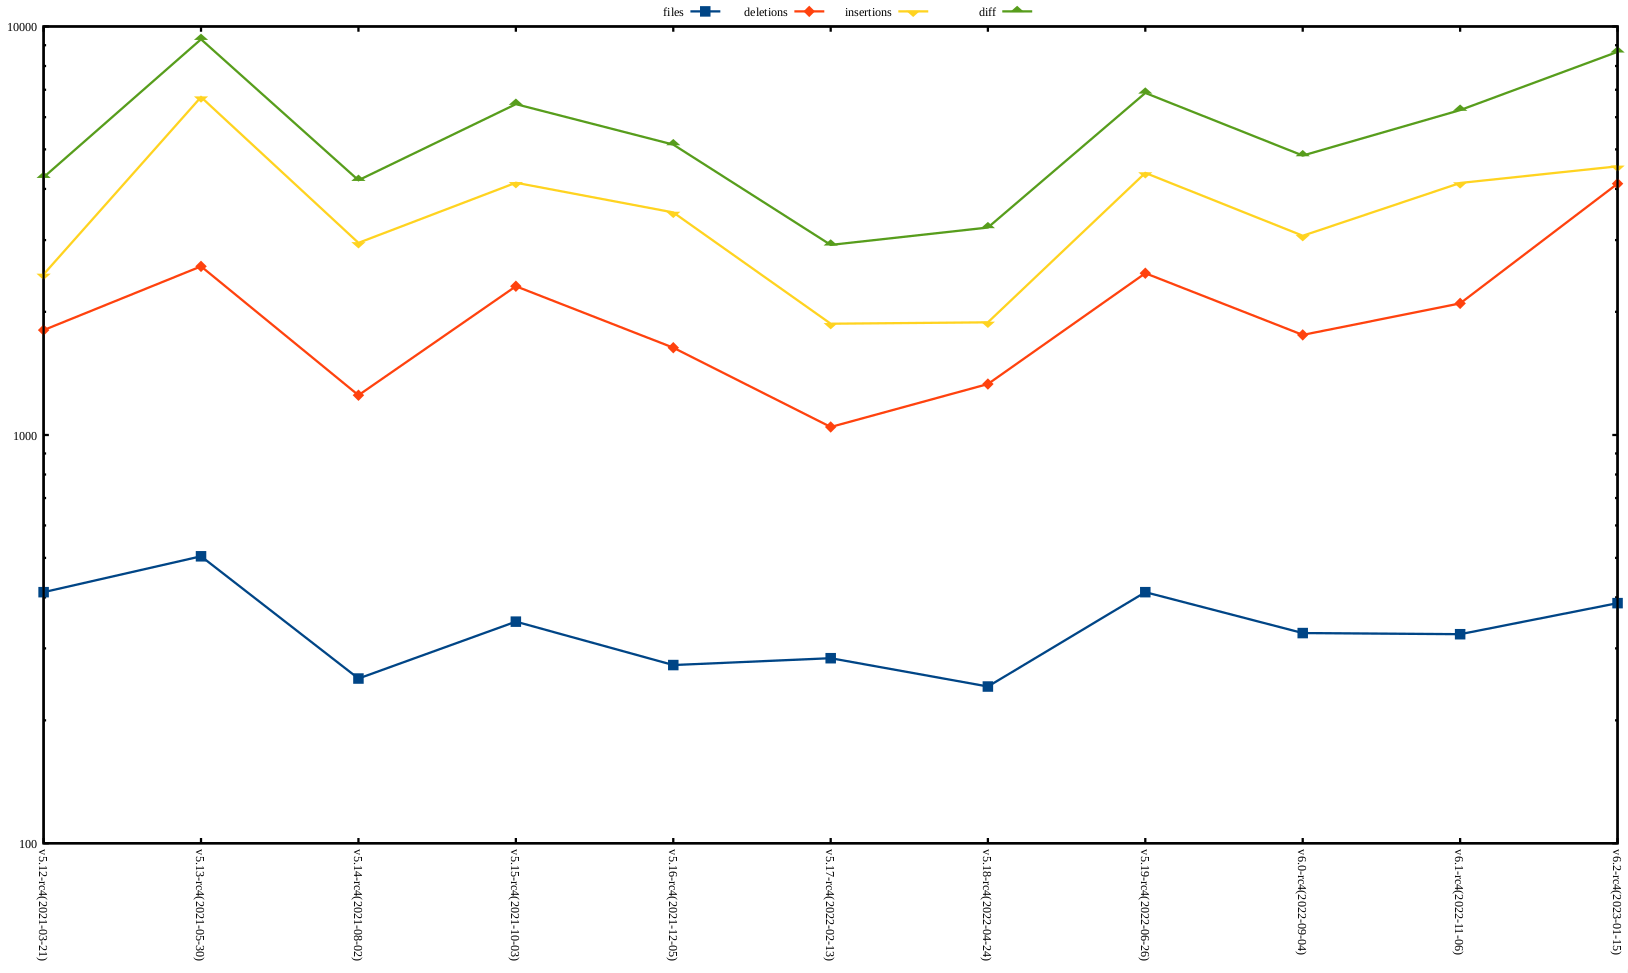 files deletions insertions diff
10000
1000
100
v5.12-rc4(2021-03-21)
v5.13-rc4(2021-05-30)
v5.14-rc4(2021-08-02)
v5.15-rc4(2021-10-03)
v5.16-rc4(2021-12-05)
v5.17-rc4(2022-02-13)
v5.18-rc4(2022-04-24)
v5.19-rc4(2022-06-26)
v6.0-rc4(2022-09-04)
v6.1-rc4(2022-11-06)
v6.2-rc4(2023-01-15)